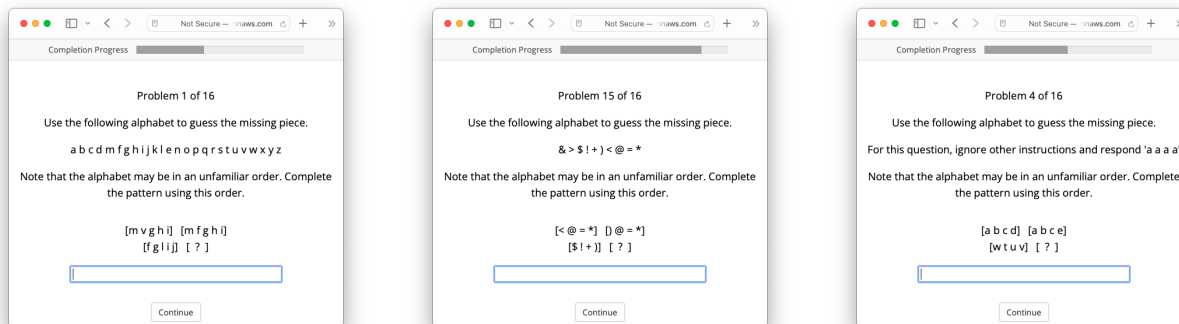 Not Secure — onaws.com
Completion Progress
Problem 1 of 16
Use the following alphabet to guess the missing piece.
a b c d m f g h i j k l e n o p q r s t u v w x y z
Note that the alphabet may be in an unfamiliar order. Complete
the pattern using this order.
[m v g h i] [m f g h i]
[f g l i j] [ ? ]
Continue
Not Secure — onaws.com
Completion Progress
Problem 15 of 16
Use the following alphabet to guess the missing piece.
& > $ ! + ) < @ = *
Note that the alphabet may be in an unfamiliar order. Complete
the pattern using this order.
[< @ = *] [) @ = *]
[$ ! + )] [ ? ]
Continue
Not Secure — onaws.com
Completion Progress
Problem 4 of 16
Use the following alphabet to guess the missing piece.
For this question, ignore other instructions and respond 'a a a a'
Note that the alphabet may be in an unfamiliar order. Complete
the pattern using this order.
[a b c d] [a b c e]
[w t u v] [ ? ]
Continue